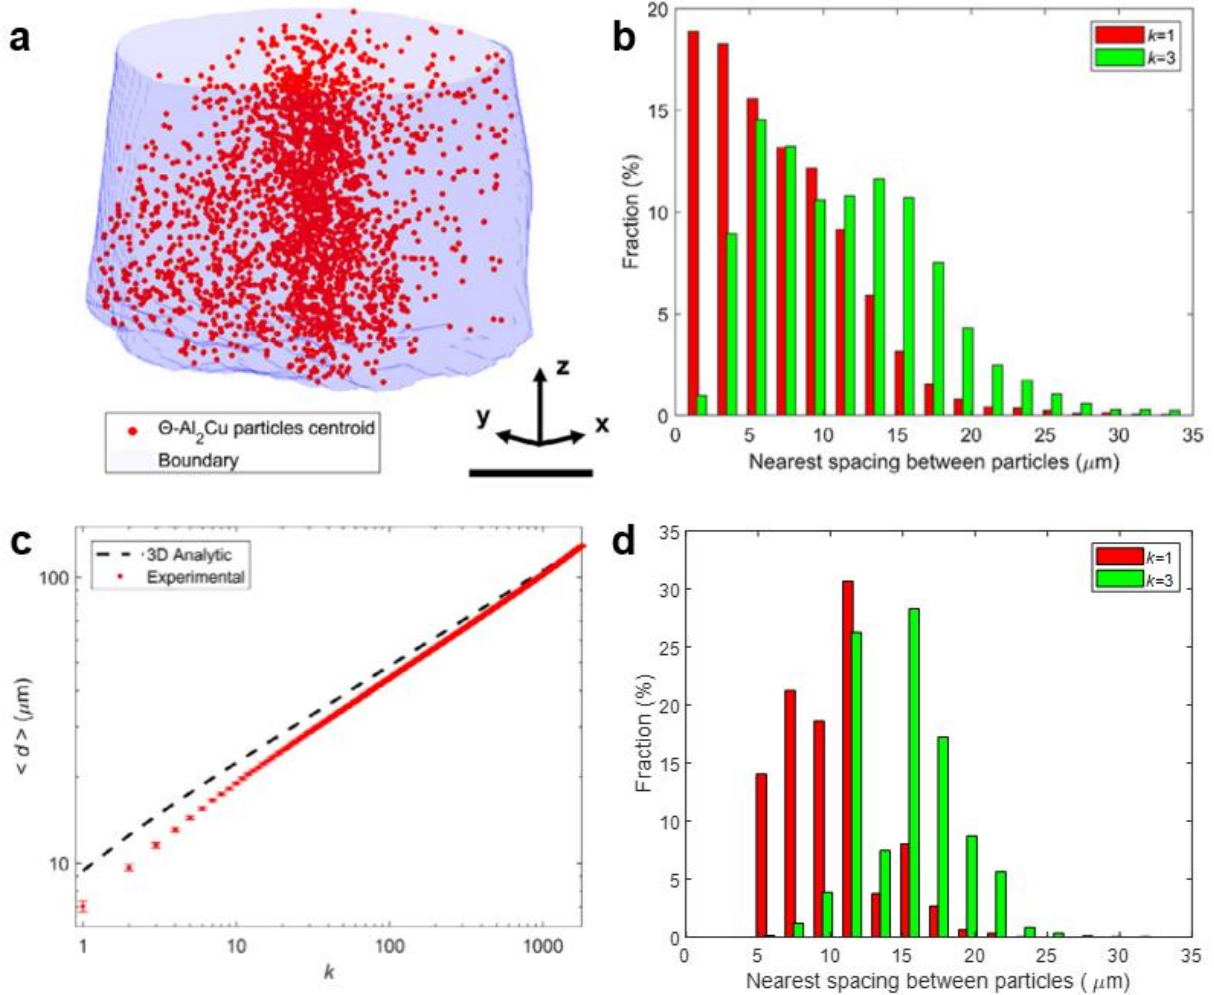 a
Θ-Al2Cu particles centroid
Boundary
z
y
x
b
20
15
10
5
0
Fraction (%)
k=1
k=3
0 5 10 15 20 25 30 35
Nearest spacing between particles (μm)
c
3D Analytic
Experimental
100
10
< d > (μm)
1 10 100 1000
k
d
35
30
25
20
15
10
5
0
Fraction (%)
k=1
k=3
0 5 10 15 20 25 30 35
Nearest spacing between particles ( μm)